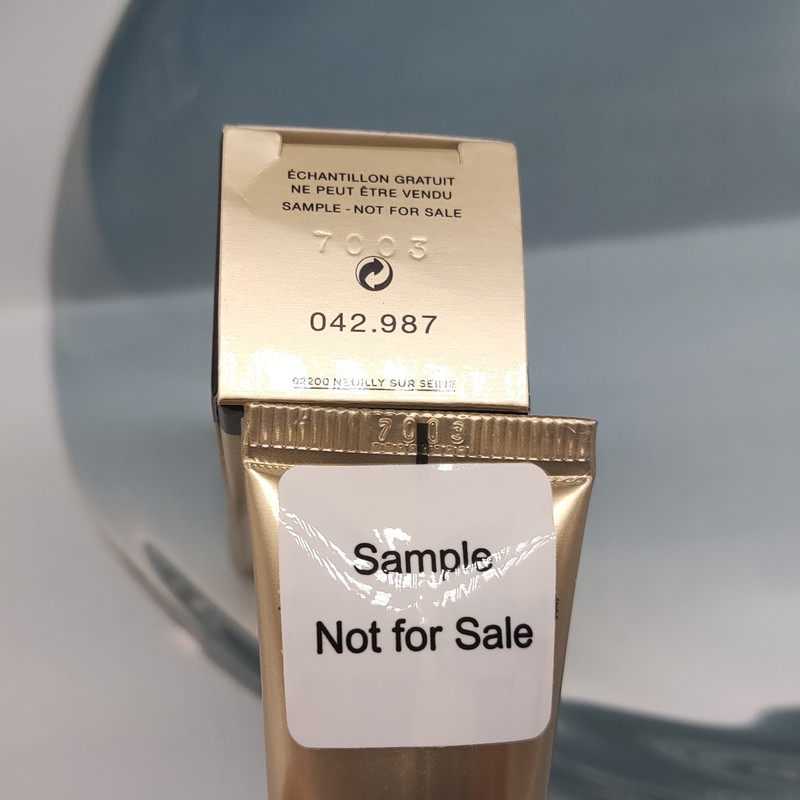 ÉCHANTILLON GRATUIT
NE PEUT ÊTRE VENDU
SAMPLE - NOT FOR SALE
7003
042.987
92200 NEUILLY SUR SEINE
7003
Sample
Not for Sale